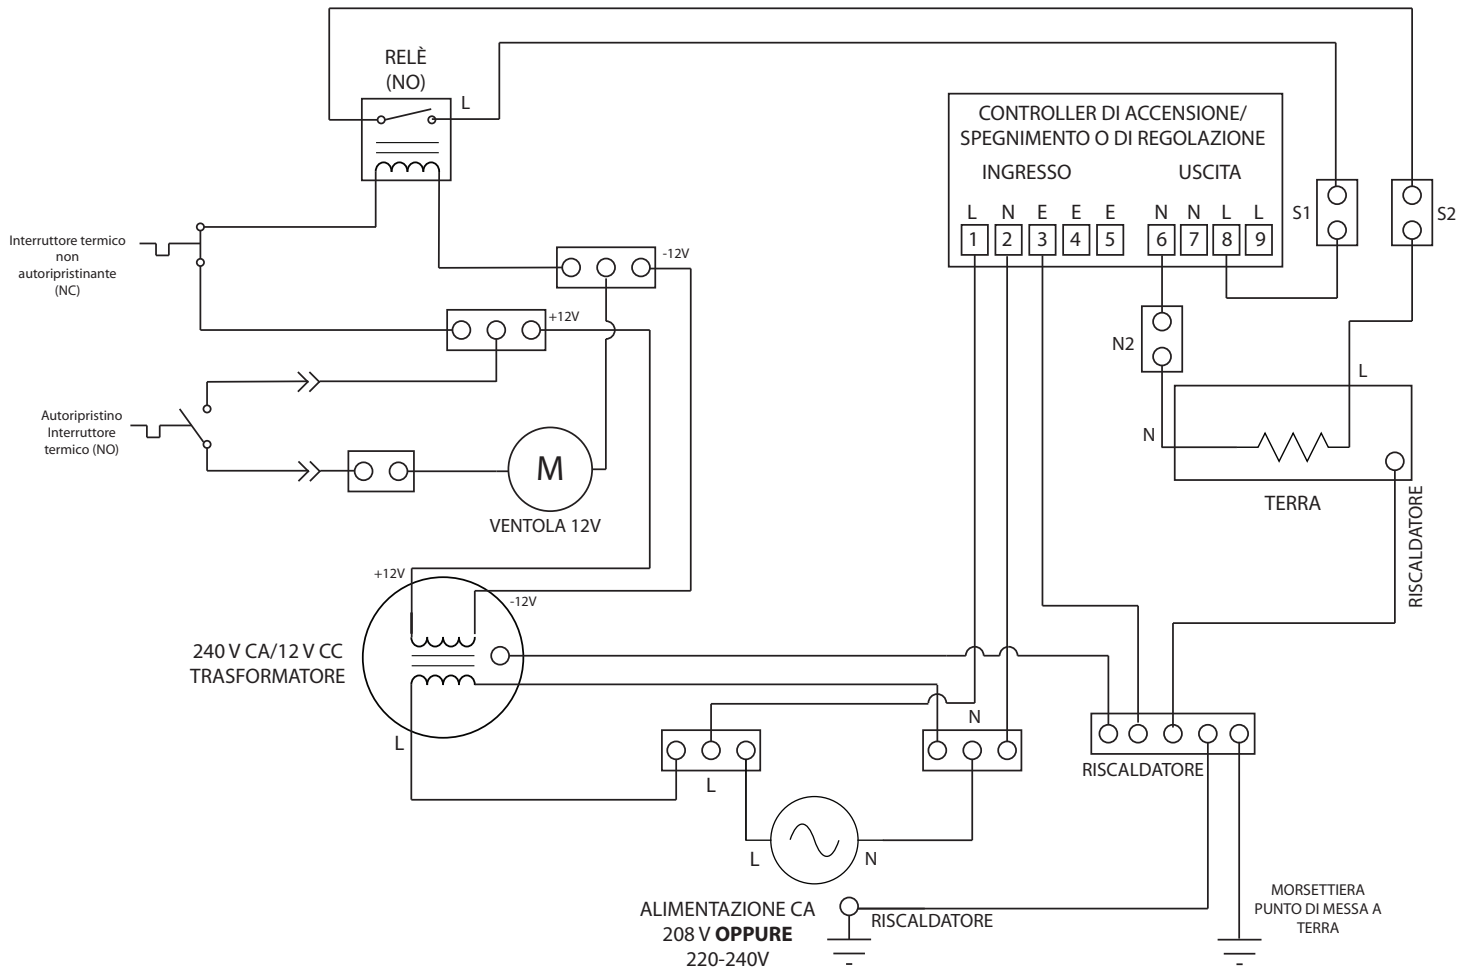 RELÈ
(NO)
L
CONTROLLER DI ACCENSIONE/
SPEGNIMENTO O DI REGOLAZIONE
INGRESSO USCITA
L N E E E N N L L
1 2 3 4 5 6 7 8 9
S1
S2
Interruttore termico
non
autoripristinante
(NC)
-12V
+12V
N2
L
Autoripristino
Interruttore
termico (NO)
N
M
VENTOLA 12V
TERRA
RISCALDATORE
+12V
-12V
240 V CA/12 V CC
TRASFORMATORE
L
N
L
RISCALDATORE
L
N
ALIMENTAZIONE CA
208 V OPPURE
220-240V
RISCALDATORE
MORSETTIERA
PUNTO DI MESSA A
TERRA